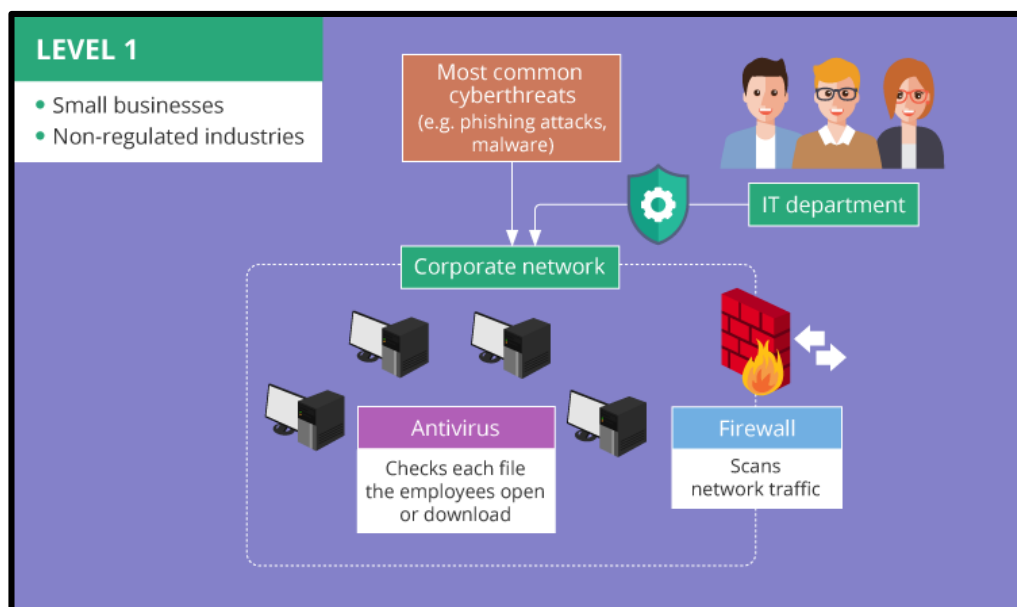 LEVEL 1
• Small businesses
• Non-regulated industries
Most common
cyberthreats
(e.g. phishing attacks,
malware)
IT department
Corporate network
Antivirus
Checks each file
the employees open
or download
Firewall
Scans
network traffic